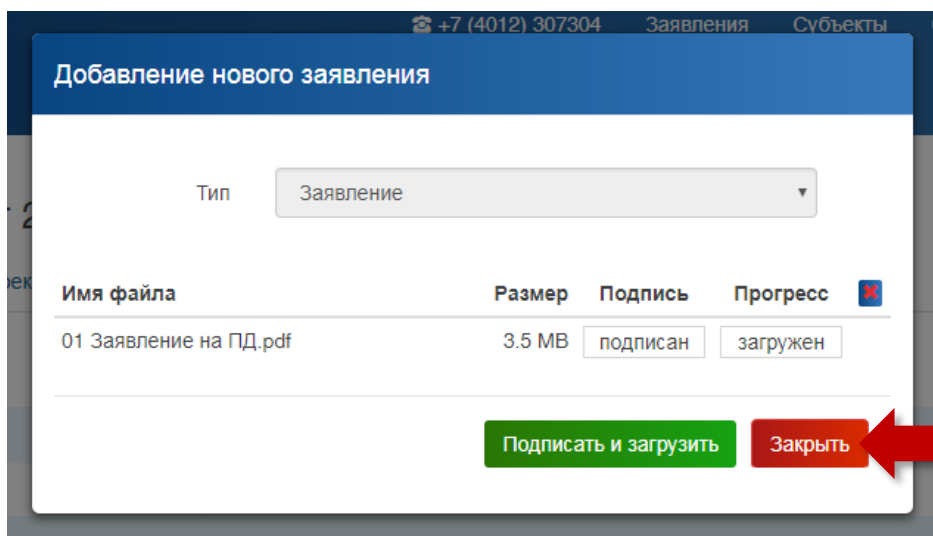 ☎ +7 (4012) 307304 Заявления Субъекты
Добавление нового заявления
Тип Заявление
Имя файла Размер Подпись Прогресс
01 Заявление на ПД.pdf 3.5 MB подписан загружен
Подписать и загрузить Закрыть